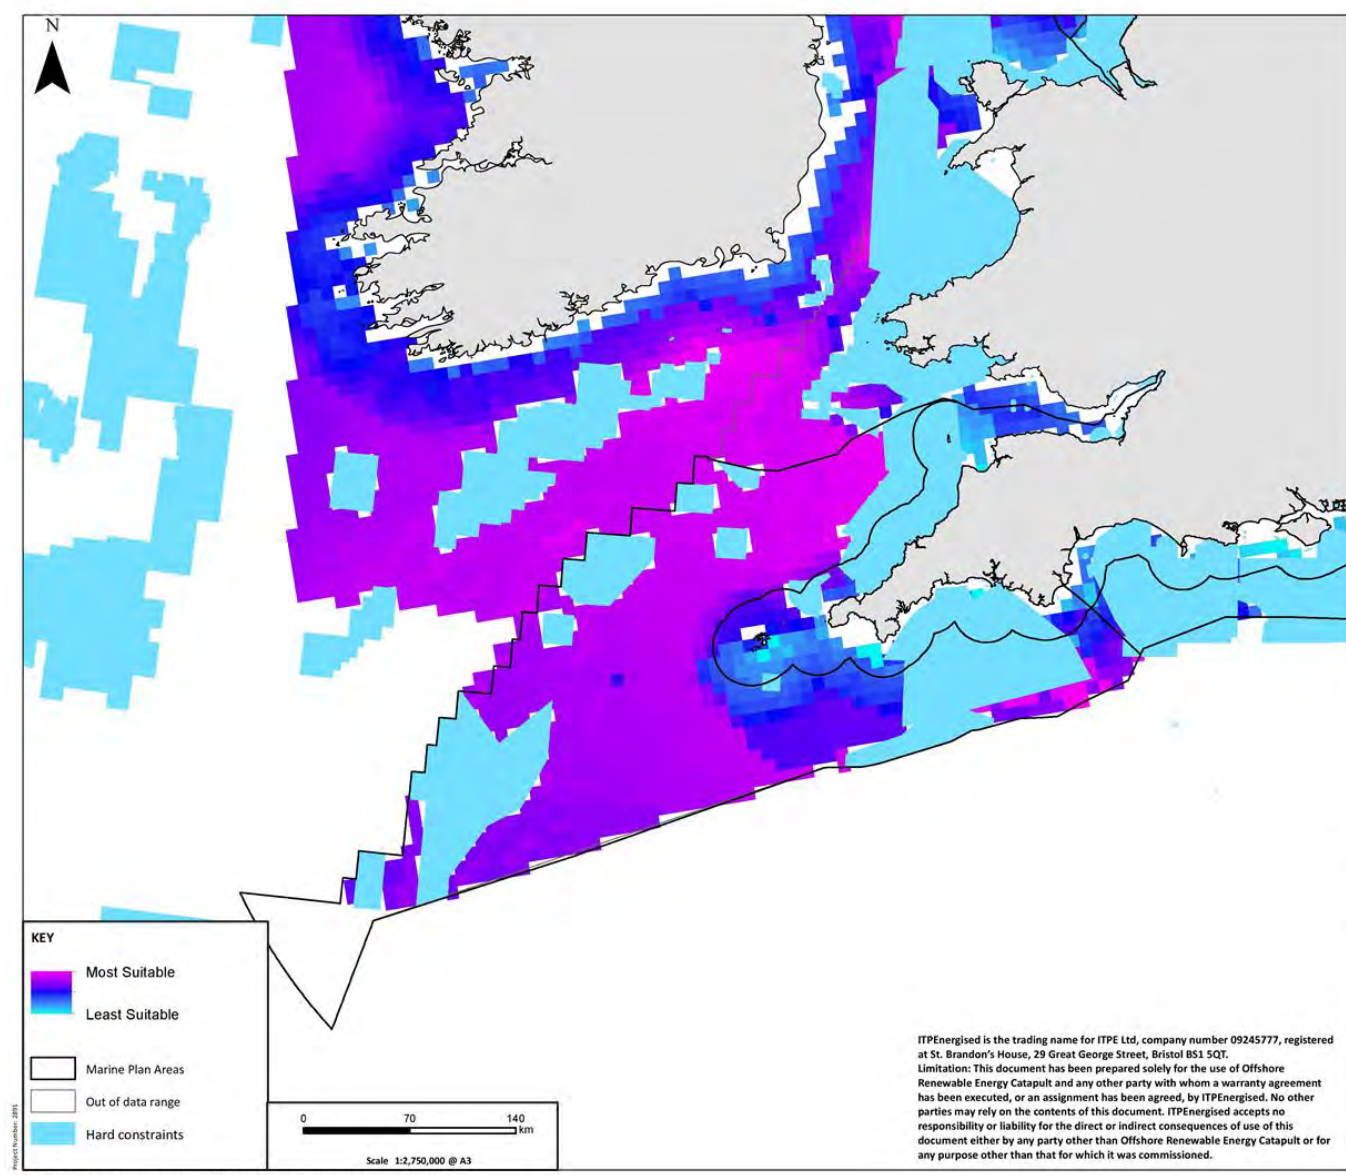 N
KEY
Most Suitable
Least Suitable
Marine Plan Areas
Out of data range
Hard constraints
Project Number: 2891
0 70 140
km
Scale 1:2,750,000 @ A3
ITPEnergised is the trading name for ITPE Ltd, company number 09245777, registered
at St. Brandon's House, 29 Great George Street, Bristol BS1 5QT.
Limitation: This document has been prepared solely for the use of Offshore
Renewable Energy Catapult and any other party with whom a warranty agreement
has been executed, or an assignment has been agreed, by ITPEnergised. No other
parties may rely on the contents of this document. ITPEnergised accepts no
responsibility or liability for the direct or indirect consequences of use of this
document either by any party other than Offshore Renewable Energy Catapult or for
any purpose other than that for which it was commissioned.